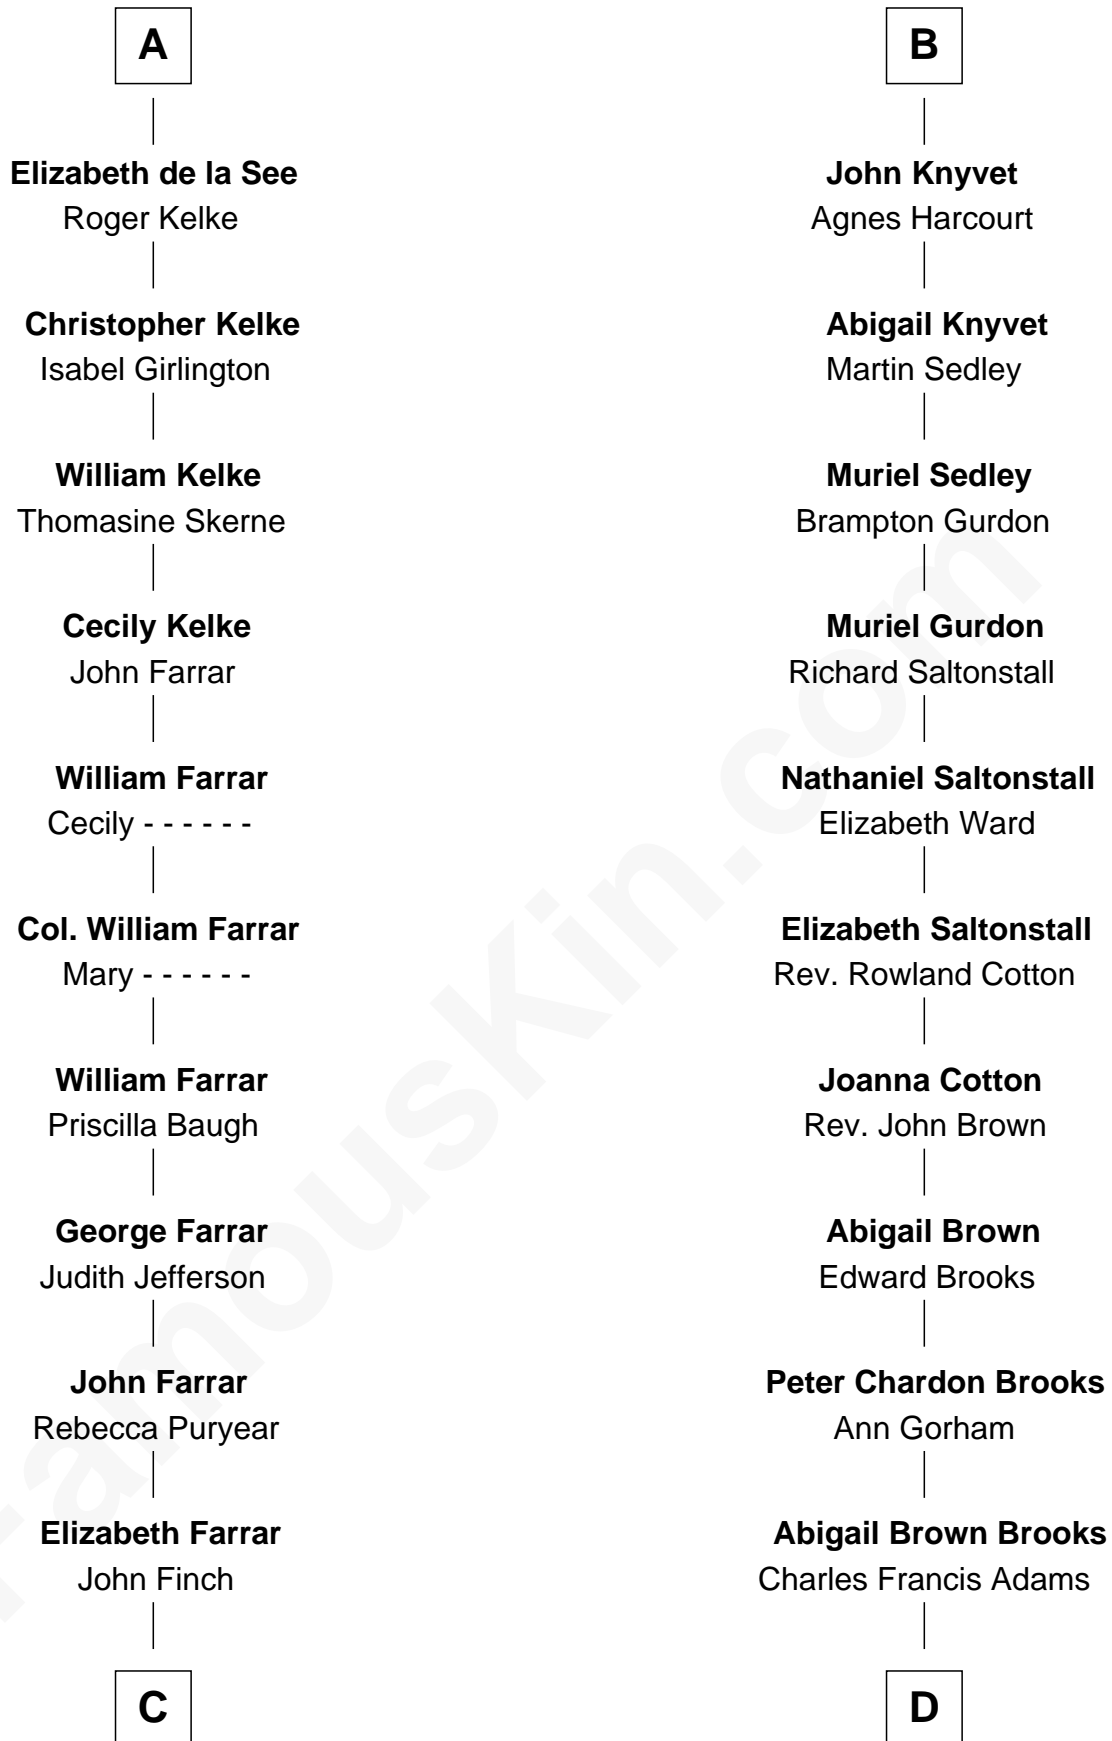 A
Elizabeth de la See
Roger Kelke
Christopher Kelke
Isabel Girlington
William Kelke
Thomasine Skerne
Cecily Kelke
John Farrar
William Farrar
Cecily - - - - - -
Col. William Farrar
Mary - - - - - -
William Farrar
Priscilla Baugh
George Farrar
Judith Jefferson
John Farrar
Rebecca Puryear
Elizabeth Farrar
John Finch
C
B
John Knyvet
Agnes Harcourt
Abigail Knyvet
Martin Sedley
Muriel Sedley
Brampton Gurdon
Muriel Gurdon
Richard Saltonstall
Nathaniel Saltonstall
Elizabeth Ward
Elizabeth Saltonstall
Rev. Rowland Cotton
Joanna Cotton
Rev. John Brown
Abigail Brown
Edward Brooks
Peter Chardon Brooks
Ann Gorham
Abigail Brown Brooks
Charles Francis Adams
D
FamousKin.com